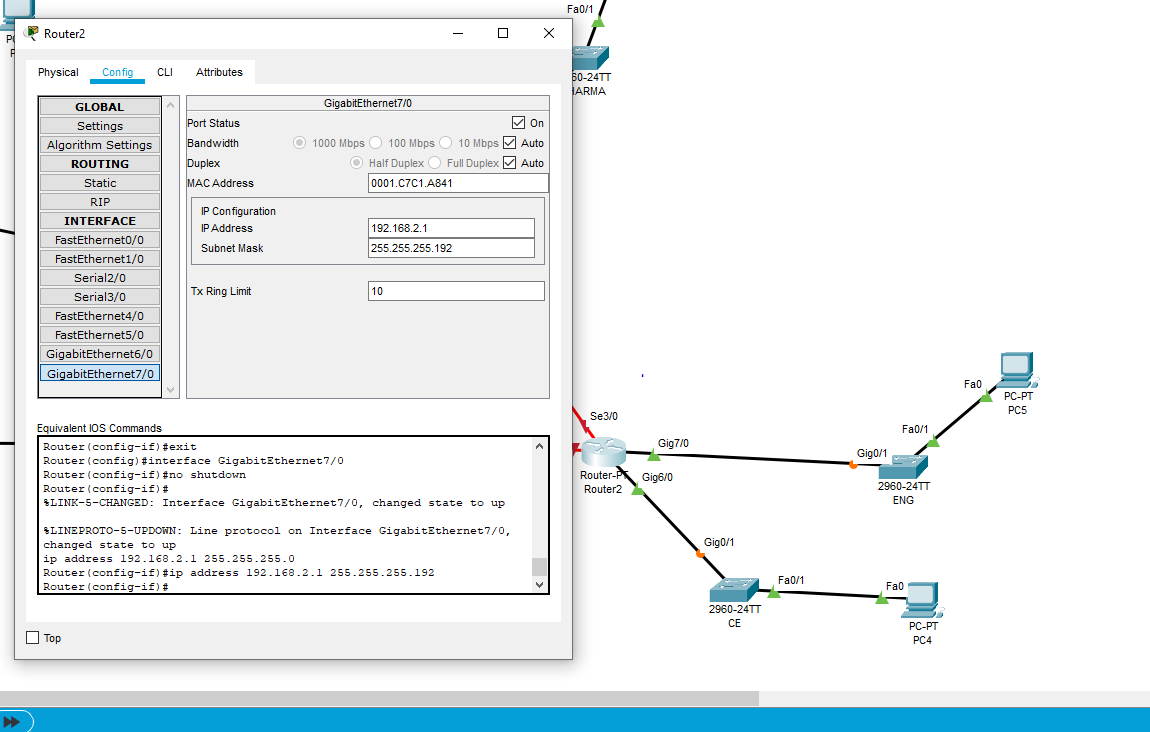 Router2
Physical Config CLI Attributes
GLOBAL
Settings
Algorithm Settings
ROUTING
Static
RIP
INTERFACE
FastEthernet0/0
FastEthernet1/0
Serial2/0
Serial3/0
FastEthernet4/0
FastEthernet5/0
GigabitEthernet6/0
GigabitEthernet7/0
GigabitEthernet7/0
Port Status On
Bandwidth 1000 Mbps 100 Mbps 10 Mbps Auto
Duplex Half Duplex Full Duplex Auto
MAC Address 0001.C7C1.A841
IP Configuration
IP Address 192.168.2.1
Subnet Mask 255.255.255.192
Tx Ring Limit 10
Equivalent IOS Commands
Router(config-if)#exit
Router(config)#interface GigabitEthernet7/0
Router(config-if)#no shutdown
Router(config-if)#
%LINK-5-CHANGED: Interface GigabitEthernet7/0, changed state to up
%LINEPROTO-5-UPDOWN: Line protocol on Interface GigabitEthernet7/0,
changed state to up
ip address 192.168.2.1 255.255.255.0
Router(config-if)#ip address 192.168.2.1 255.255.255.192
Router(config-if)#
Top
Fa0/1
60-24TT
HARMA
Se3/0
Router-PT
Router2
Gig7/0
Gig6/0
Gig0/1
2960-24TT
ENG
Fa0/1
Fa0
PC-PT
PC5
Gig0/1
2960-24TT
CE
Fa0/1
Fa0
PC-PT
PC4